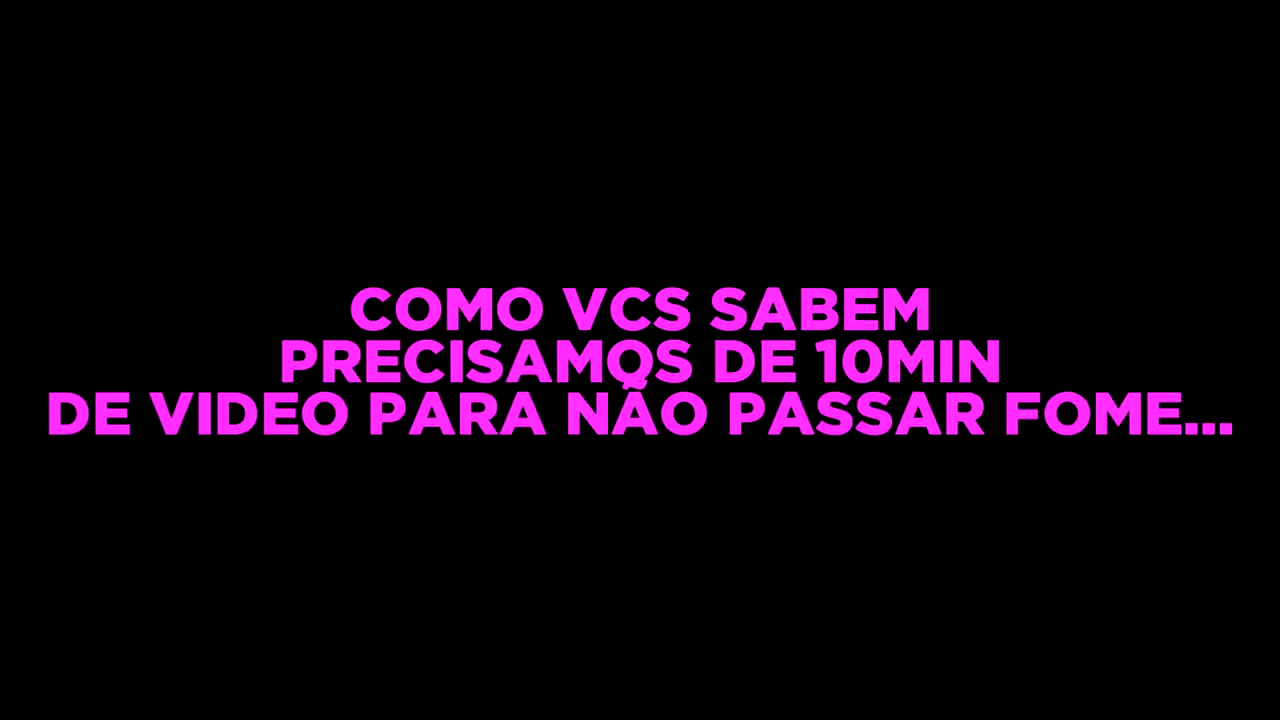 COMO VCS SABEM
PRECISAMOS DE 10MIN
DE VIDEO PARA NÃO PASSAR FOME...